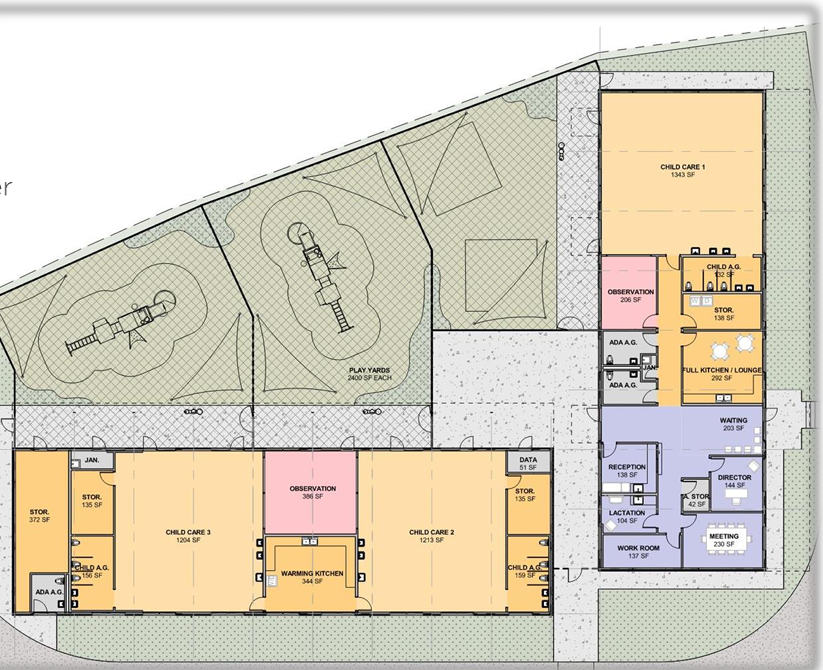 er
CHILD CARE 1
1343 SF
OBSERVATION
206 SF
CHILD A.G.
132 SF
STOR.
138 SF
ADA A.G.
JAN.
ADA A.G.
FULL KITCHEN / LOUNGE
292 SF
PLAY YARDS
2400 SF EACH
WAITING
203 SF
RECEPTION
138 SF
DIRECTOR
144 SF
A. STOR.
42 SF
LACTATION
104 SF
MEETING
230 SF
WORK ROOM
137 SF
JAN.
DATA
51 SF
STOR.
372 SF
STOR.
135 SF
OBSERVATION
386 SF
STOR.
135 SF
CHILD CARE 3
1204 SF
CHILD CARE 2
1213 SF
CHILD A.G.
156 SF
WARMING KITCHEN
344 SF
CHILD A.G.
159 SF
ADA A.G.